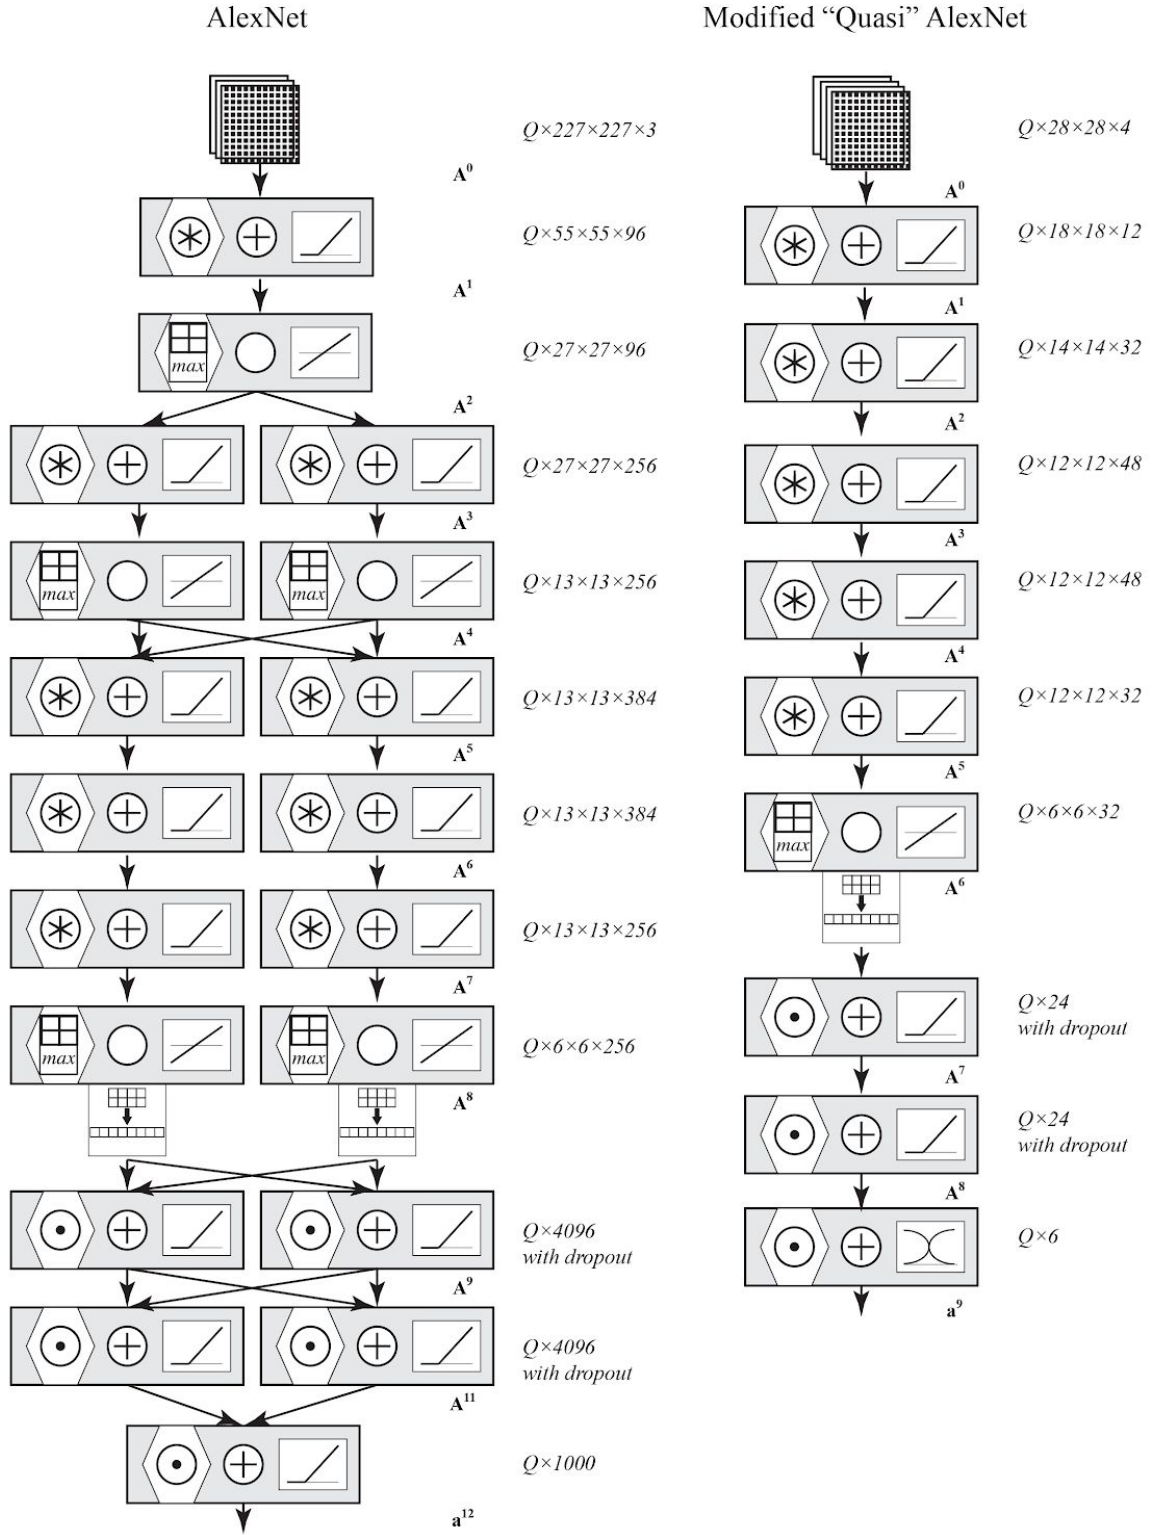 AlexNet
Q×227×227×3
A⁰
Q×55×55×96
A¹
max
Q×27×27×96
A²
Q×27×27×256
A³
max
max
Q×13×13×256
A⁴
Q×13×13×384
A⁵
Q×13×13×384
A⁶
Q×13×13×256
A⁷
max
max
Q×6×6×256
A⁸
Q×4096
with dropout
A⁹
Q×4096
with dropout
A¹¹
Q×1000
a¹²
Modified “Quasi” AlexNet
Q×28×28×4
A⁰
Q×18×18×12
A¹
Q×14×14×32
A²
Q×12×12×48
A³
Q×12×12×48
A⁴
Q×12×12×32
A⁵
max
Q×6×6×32
A⁶
Q×24
with dropout
A⁷
Q×24
with dropout
A⁸
Q×6
a⁹